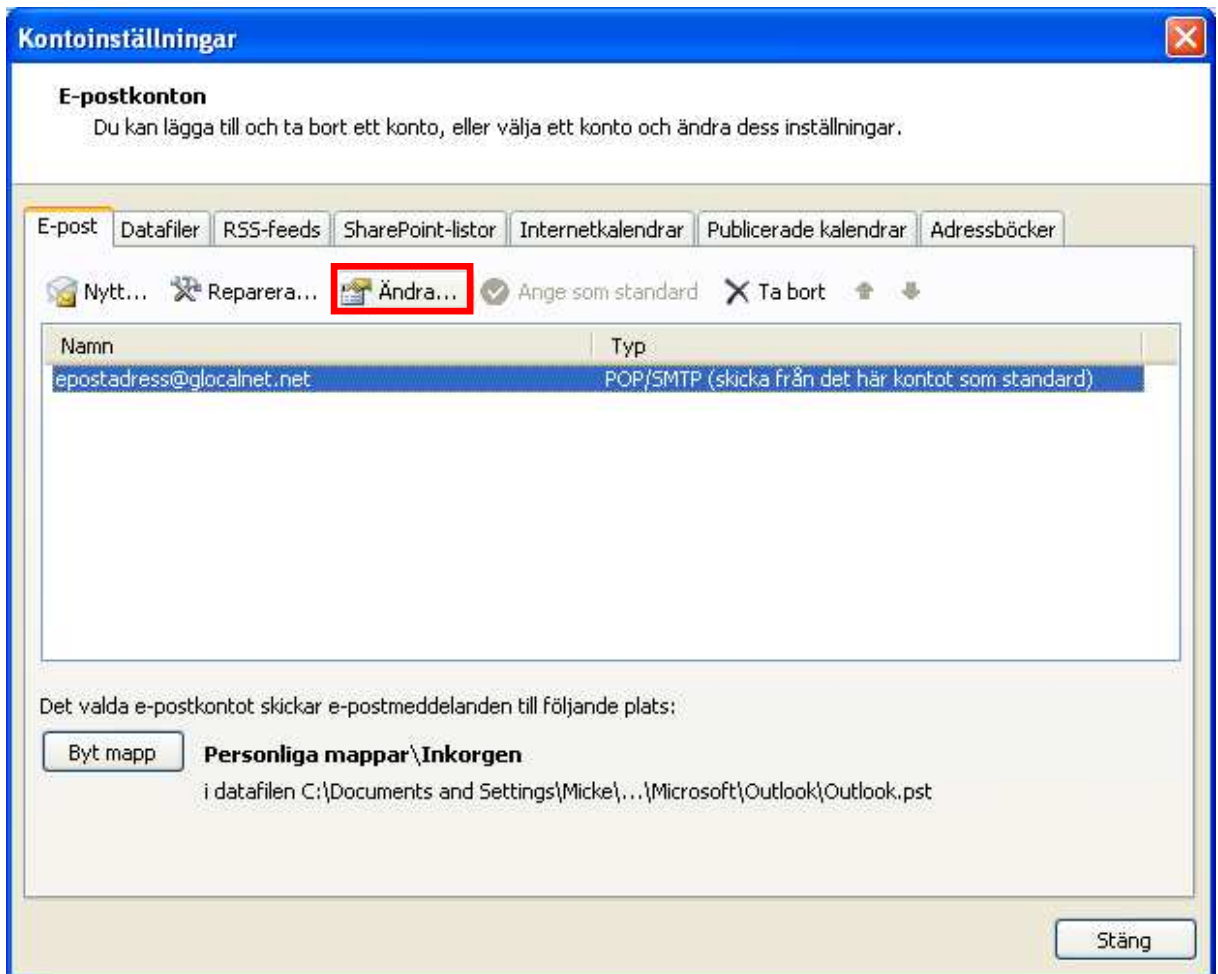 Kontoinställningar
E-postkonton
Du kan lägga till och ta bort ett konto, eller välja ett konto och ändra dess inställningar.
E-post Datafiler RSS-feeds SharePoint-listor Internetkalendrar Publicerade kalendrar Adressböcker
Nytt... Reparera... Ändra... Ange som standard Ta bort
Namn Typ
epostadress@glocalnet.net POP/SMTP (skicka från det här kontot som standard)
Det valda e-postkontot skickar e-postmeddelanden till följande plats:
Byt mapp Personliga mappar\Inkorgen
i datafilen C:\Documents and Settings\Micke\...\Microsoft\Outlook\Outlook.pst
Stäng